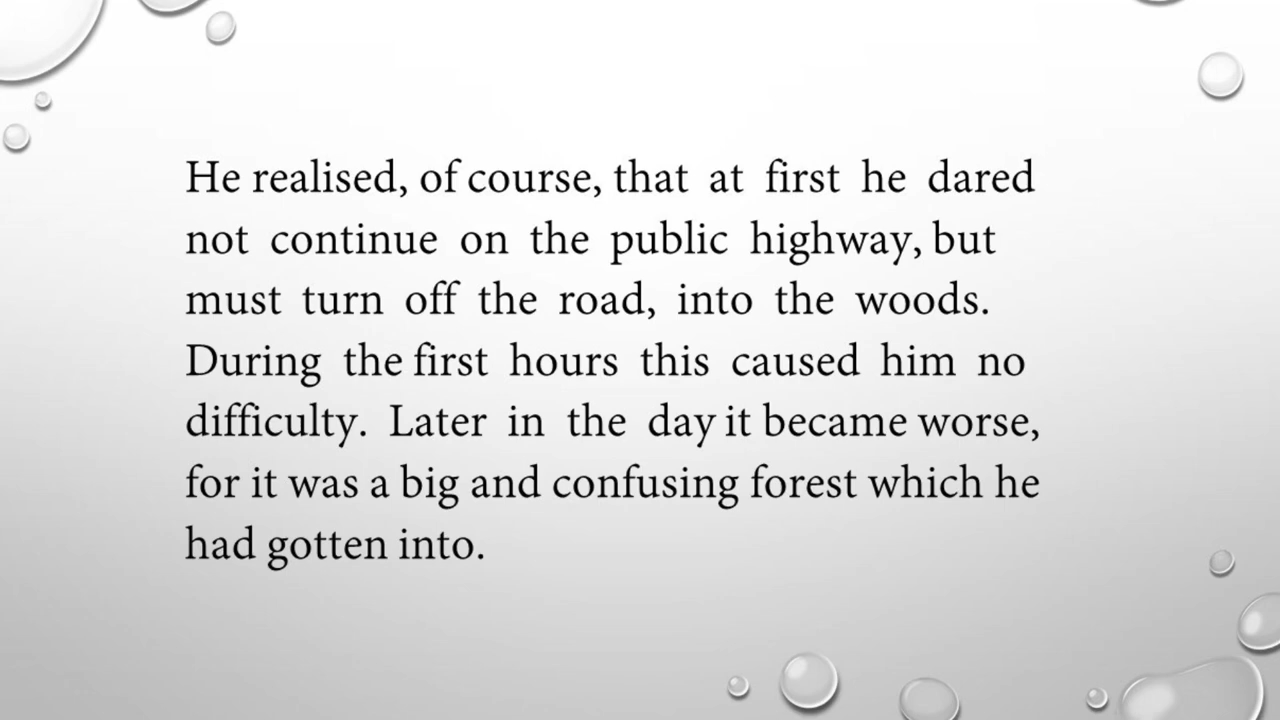 He realised, of course, that at first he dared
not continue on the public highway, but
must turn off the road, into the woods.
During the first hours this caused him no
difficulty. Later in the day it became worse,
for it was a big and confusing forest which he
had gotten into.